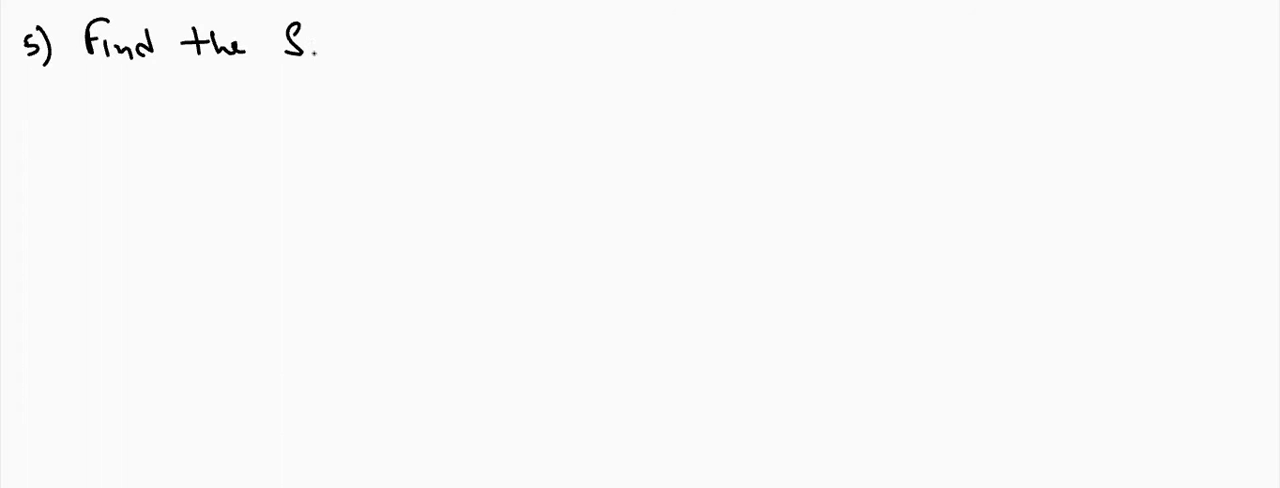 5) Find the S.